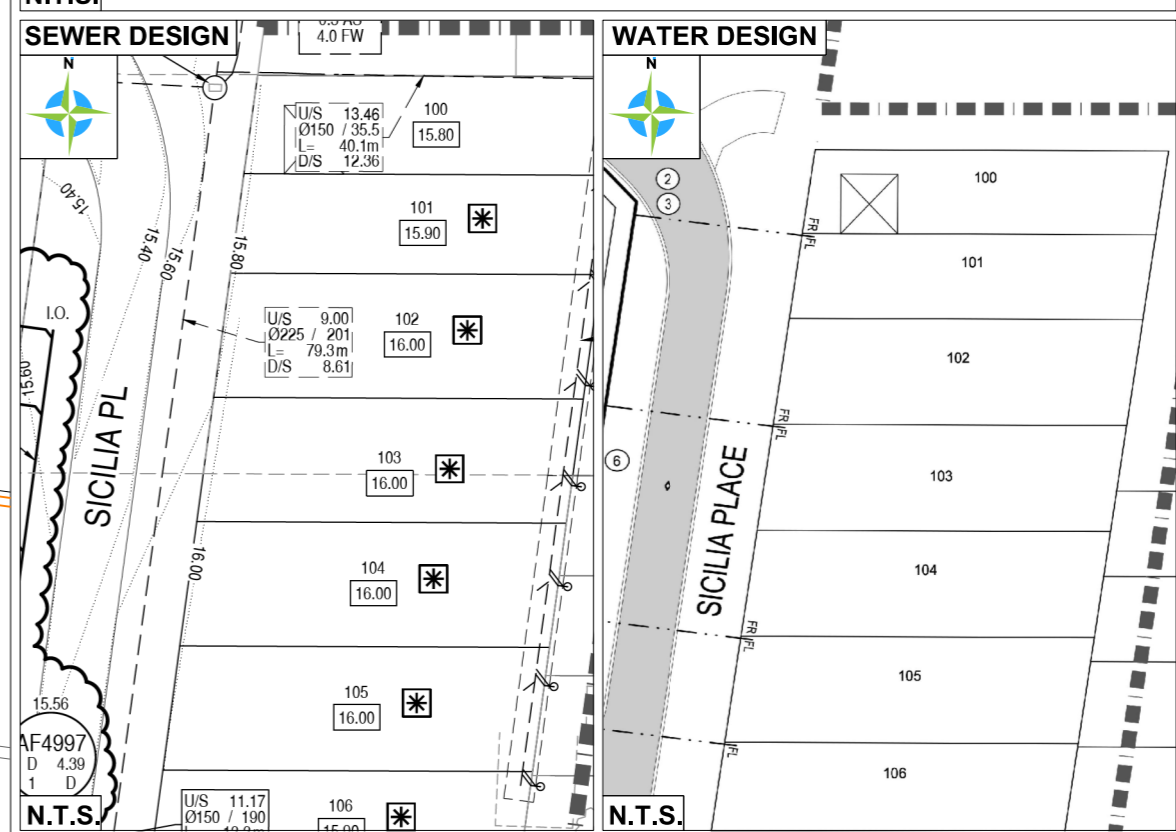 N.T.S.
SEWER DESIGN
N
4.0 FW
U/S 13.46
Ø150 / 35.5
L= 40.1m
D/S 12.36
100
15.80
101
15.90
15.40
15.40
15.60
15.80
I.O.
15.60
U/S 9.00
Ø225 / 201
L= 79.3m
D/S 8.61
102
16.00
SICILIA PL
103
16.00
16.00
104
16.00
105
16.00
15.56
AF4997
D 4.39
1 D
U/S 11.17
Ø150 / 190
106
15.90
N.T.S.
WATER DESIGN
N
2
3
100
FR FL
101
102
FR FL
6
103
SICILIA PLACE
104
FR FL
105
FL
106
N.T.S.